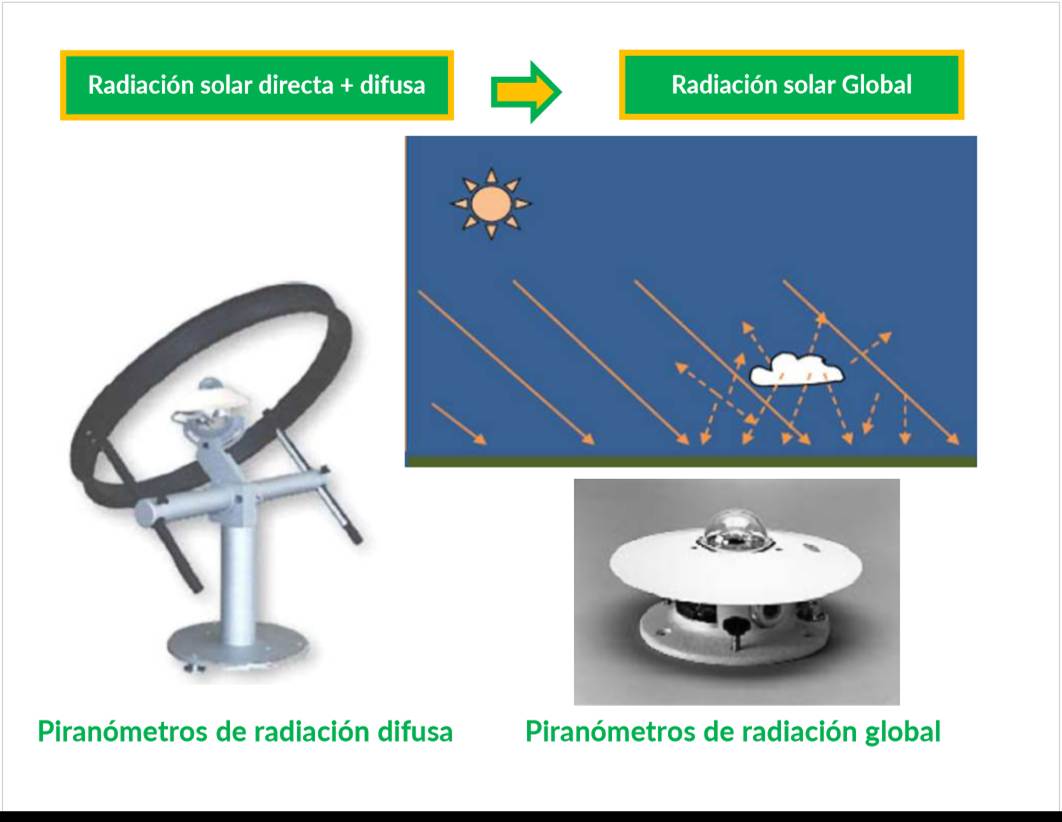 Radiación solar directa + difusa
Radiación solar Global
Piranómetros de radiación difusa
Piranómetros de radiación global